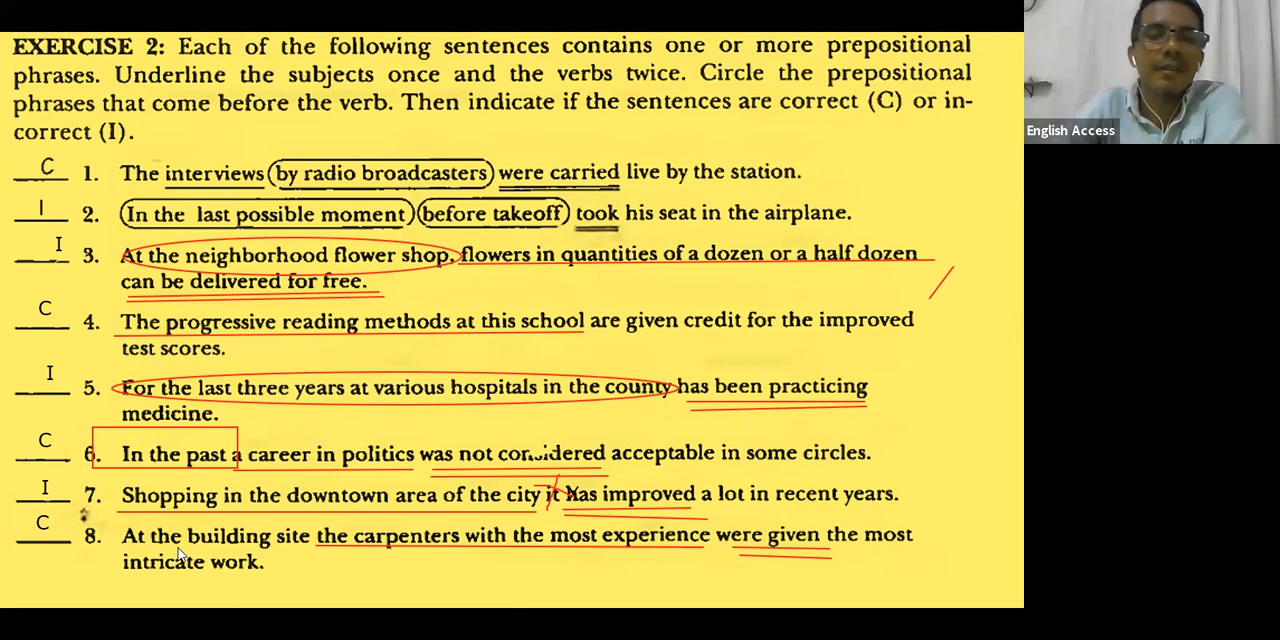 EXERCISE 2: Each of the following sentences contains one or more prepositional
phrases. Underline the subjects once and the verbs twice. Circle the prepositional
phrases that come before the verb. Then indicate if the sentences are correct (C) or in-
correct (I).
English Access
C 1. The interviews (by radio broadcasters) were carried live by the station.
I 2. (In the last possible moment) (before takeoff) took his seat in the airplane.
I 3. At the neighborhood flower shop, flowers in quantities of a dozen or a half dozen
can be delivered for free.
C 4. The progressive reading methods at this school are given credit for the improved
test scores.
I 5. For the last three years at various hospitals in the county has been practicing
medicine.
C 6. In the past a career in politics was not considered acceptable in some circles.
I 7. Shopping in the downtown area of the city it has improved a lot in recent years.
C 8. At the building site the carpenters with the most experience were given the most
intricate work.